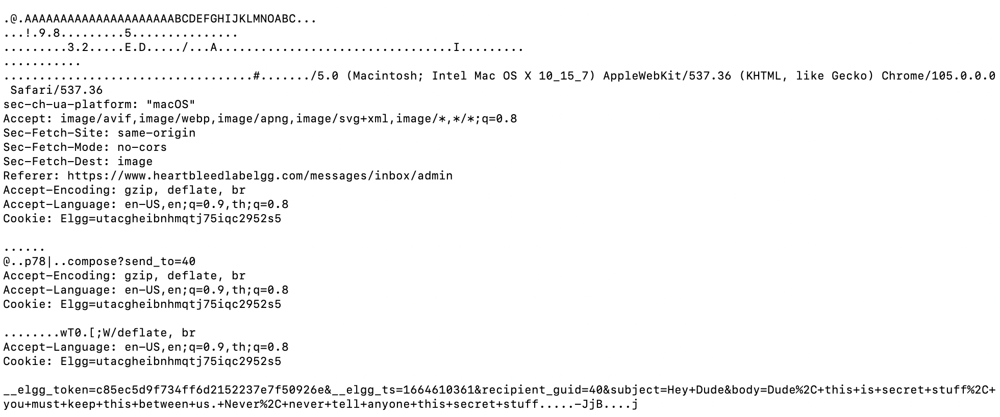 .@.AAAAAAAAAAAAAAAAAAAAABCDEFGHIJKLMNOABC...
...!.9.8.........5...............
.........3.2.....E.D...../...A.................................I.........
...........
...................................#......./5.0 (Macintosh; Intel Mac OS X 10_15_7) AppleWebKit/537.36 (KHTML, like Gecko) Chrome/105.0.0.0
 Safari/537.36
sec-ch-ua-platform: "macOS"
Accept: image/avif,image/webp,image/apng,image/svg+xml,image/*,*/*;q=0.8
Sec-Fetch-Site: same-origin
Sec-Fetch-Mode: no-cors
Sec-Fetch-Dest: image
Referer: https://www.heartbleedlabelgg.com/messages/inbox/admin
Accept-Encoding: gzip, deflate, br
Accept-Language: en-US,en;q=0.9,th;q=0.8
Cookie: Elgg=utacgheibnhmqtj75iqc2952s5
......
@..p78|..compose?send_to=40
Accept-Encoding: gzip, deflate, br
Accept-Language: en-US,en;q=0.9,th;q=0.8
Cookie: Elgg=utacgheibnhmqtj75iqc2952s5
........wT0.[;W/deflate, br
Accept-Language: en-US,en;q=0.9,th;q=0.8
Cookie: Elgg=utacgheibnhmqtj75iqc2952s5
__elgg_token=c85ec5d9f734ff6d2152237e7f50926e&__elgg_ts=1664610361&recipient_guid=40&subject=Hey+Dude&body=Dude%2C+this+is+secret+stuff%2C+
you+must+keep+this+between+us.+Never%2C+never+tell+anyone+this+secret+stuff.....-JjB....j